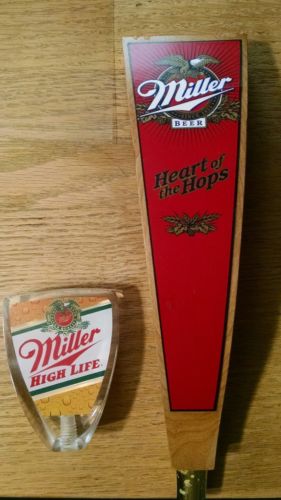 Miller
BEER
Heart of
the Hops
Miller
HIGH LIFE